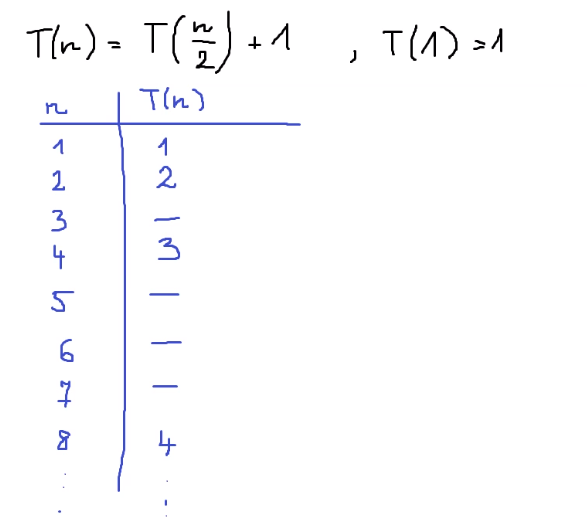 T(n) = T(n/2) + 1 , T(1) = 1
n | T(n)
1 | 1
2 | 2
3 | —
4 | 3
5 | —
6 | —
7 | —
8 | 4
⋮ | ⋮